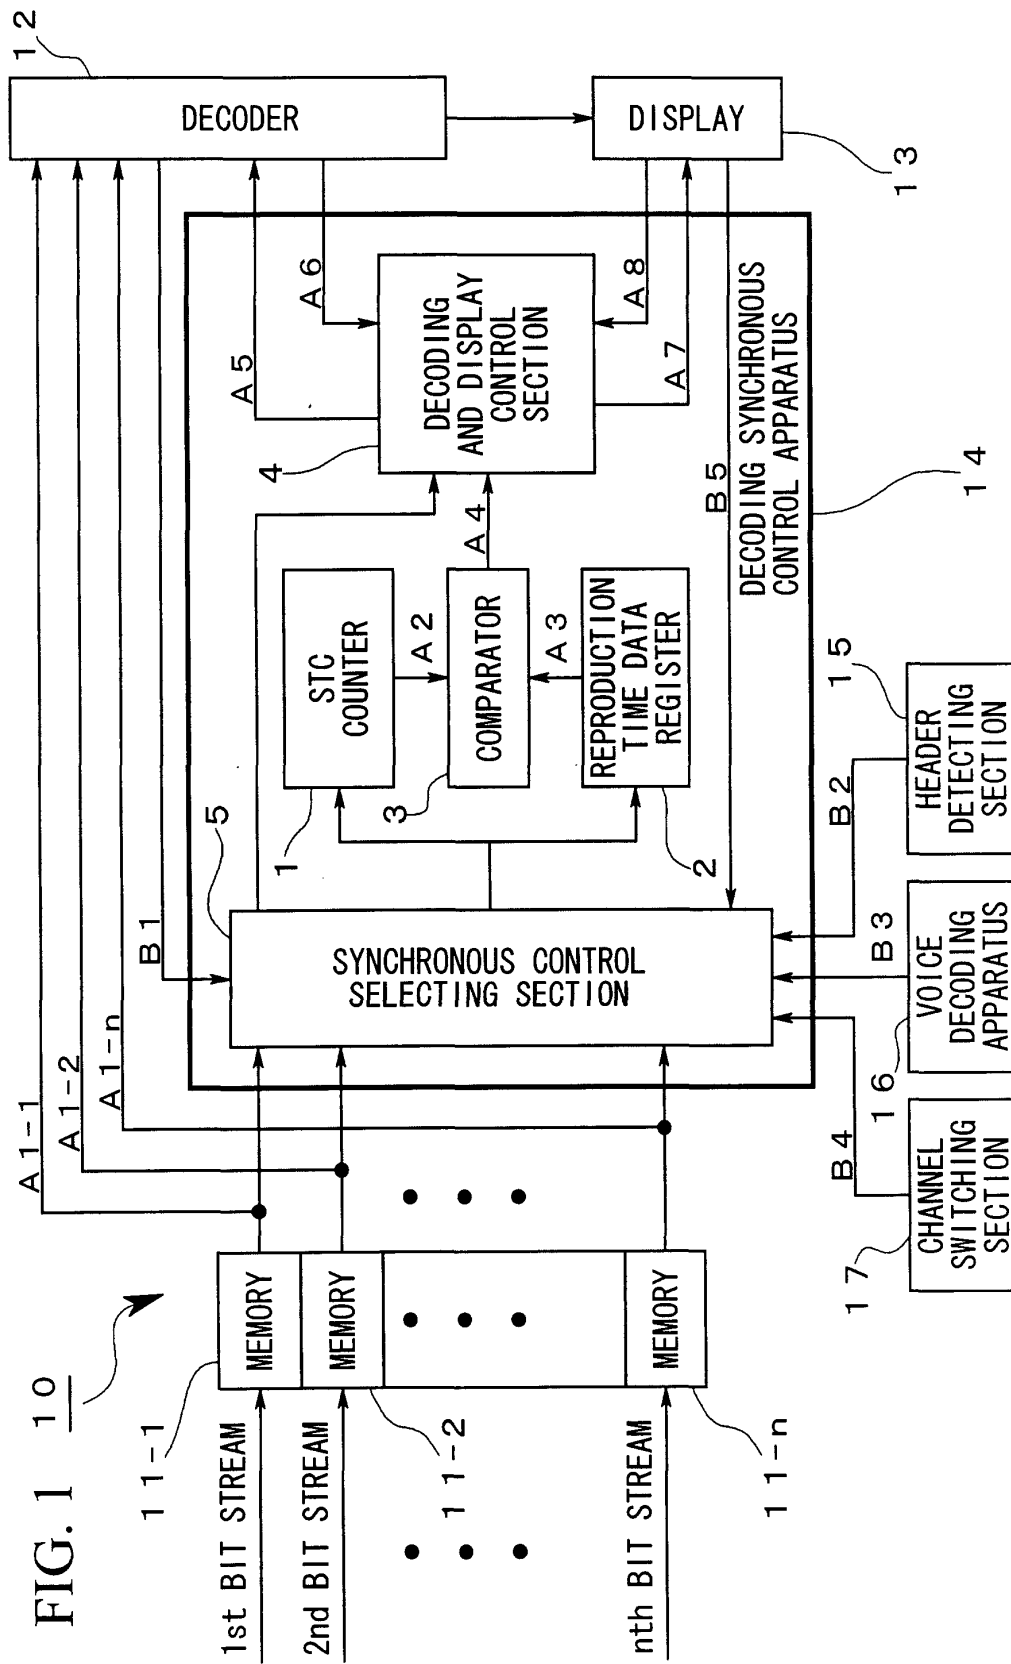 FIG. 1 10
1st BIT STREAM
2nd BIT STREAM
nth BIT STREAM
11-1
11-2
11-n
MEMORY
MEMORY
MEMORY
A1-1
A1-2
A1-n
B1
5
SYNCHRONOUS CONTROL
SELECTING SECTION
1
STC
COUNTER
A2
3
COMPARATOR
A3
2
REPRODUCTION
TIME DATA
REGISTER
A4
4
DECODING
AND DISPLAY
CONTROL
SECTION
A5
A6
A7
A8
B5
DECODING SYNCHRONOUS
CONTROL APPARATUS
14
12
DECODER
DISPLAY
13
17
CHANNEL
SWITCHING
SECTION
B4
16
VOICE
DECODING
APPARATUS
B3
15
HEADER
DETECTING
SECTION
B2